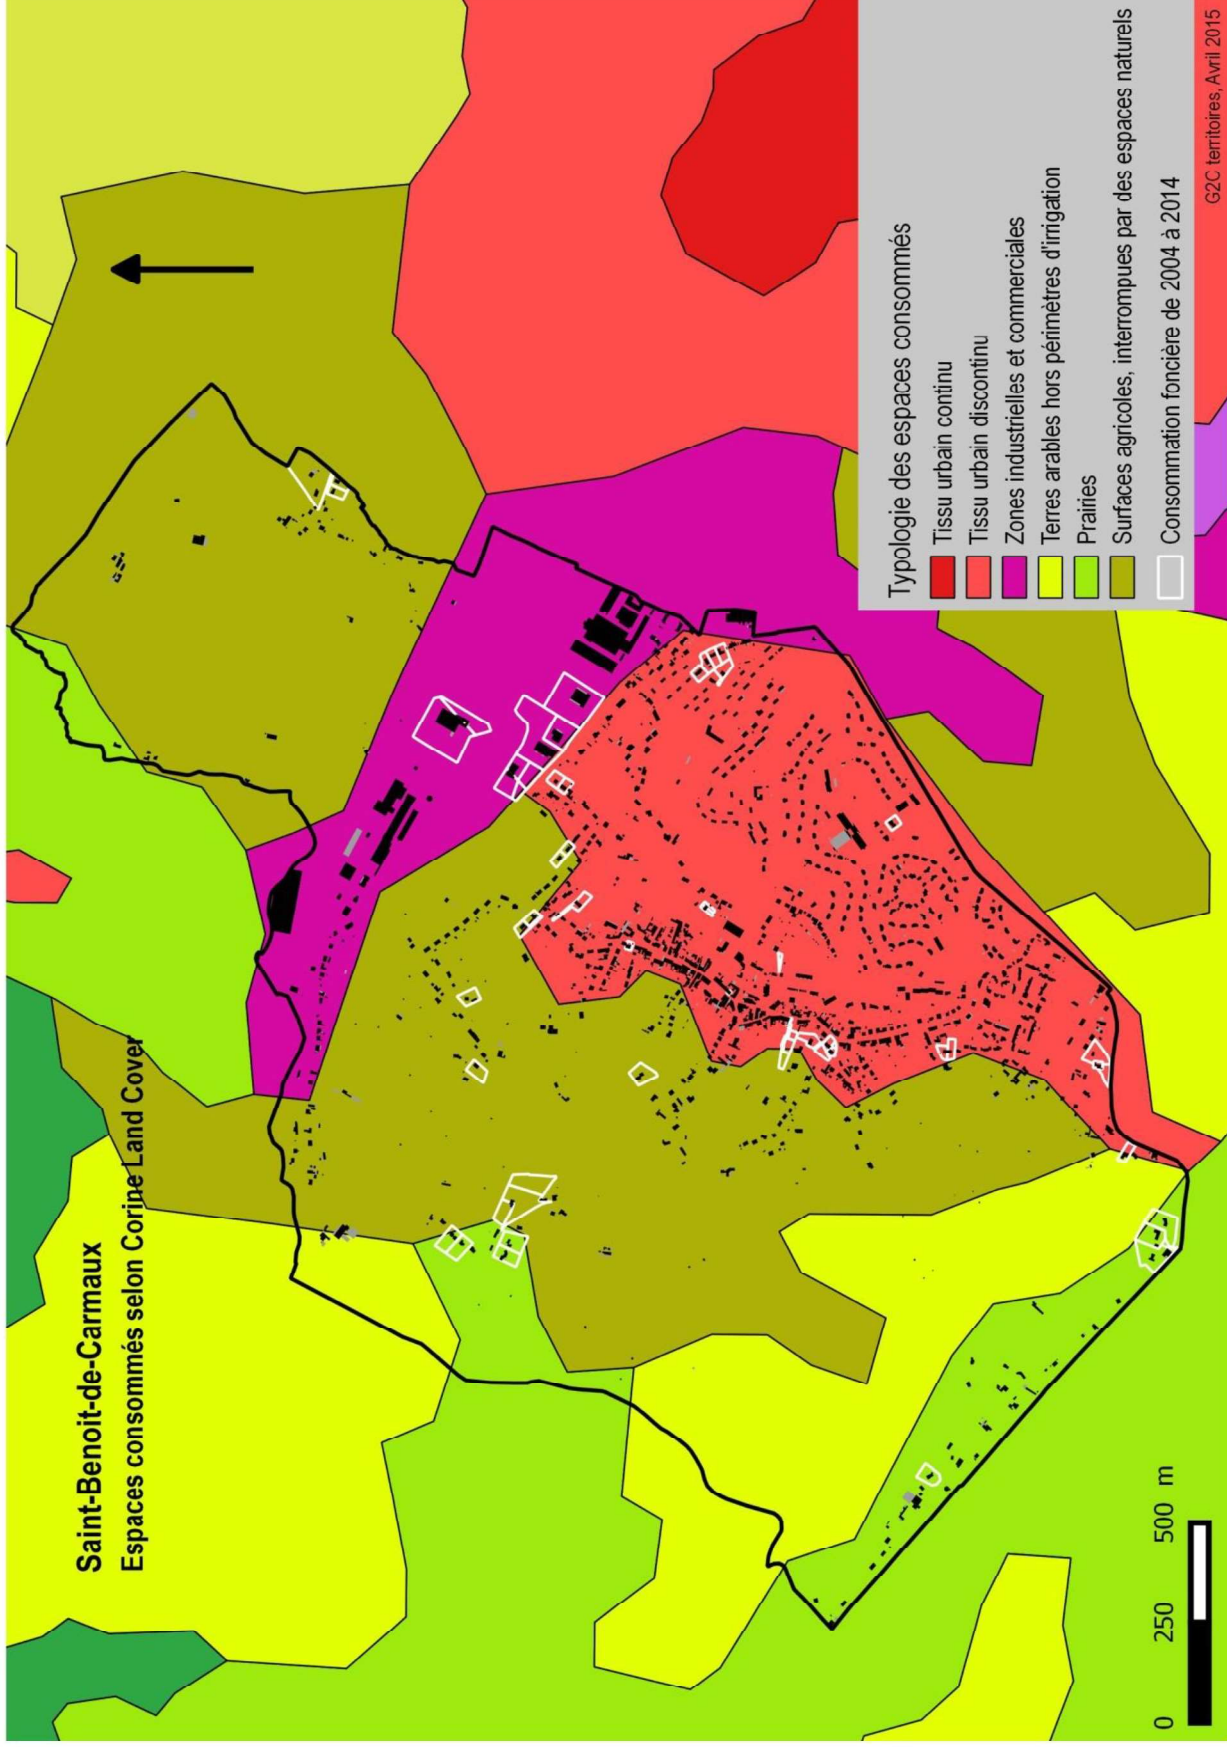 Saint-Benoit-de-Carmaux
Espaces consommés selon Corine Land Cover
Typologie des espaces consommés
Tissu urbain continu
Tissu urbain discontinu
Zones industrielles et commerciales
Terres arables hors périmètres d'irrigation
Prairies
Surfaces agricoles, interrompues par des espaces naturels
Consommation foncière de 2004 à 2014
0 250 500 m
G2C territoires, Avril 2015